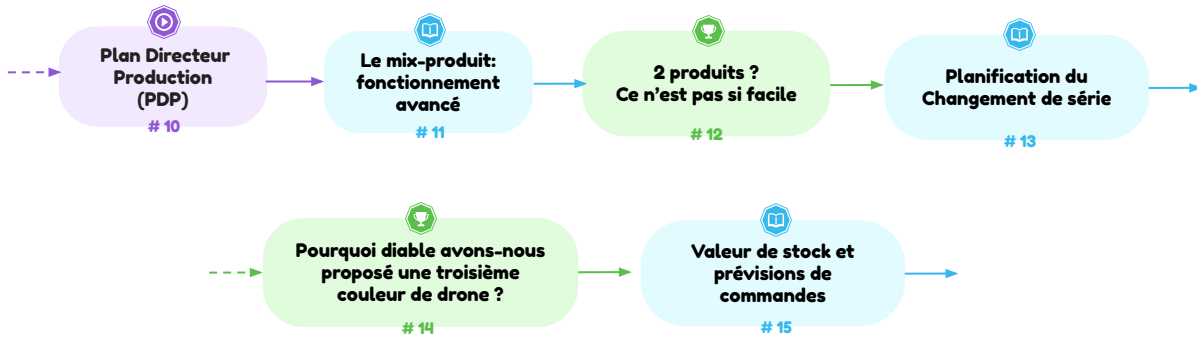 Plan Directeur
Production
(PDP)
# 10
Le mix-produit:
fonctionnement
avancé
# 11
2 produits ?
Ce n'est pas si facile
# 12
Planification du
Changement de série
# 13
Pourquoi diable avons-nous
proposé une troisième
couleur de drone ?
# 14
Valeur de stock et
prévisions de
commandes
# 15